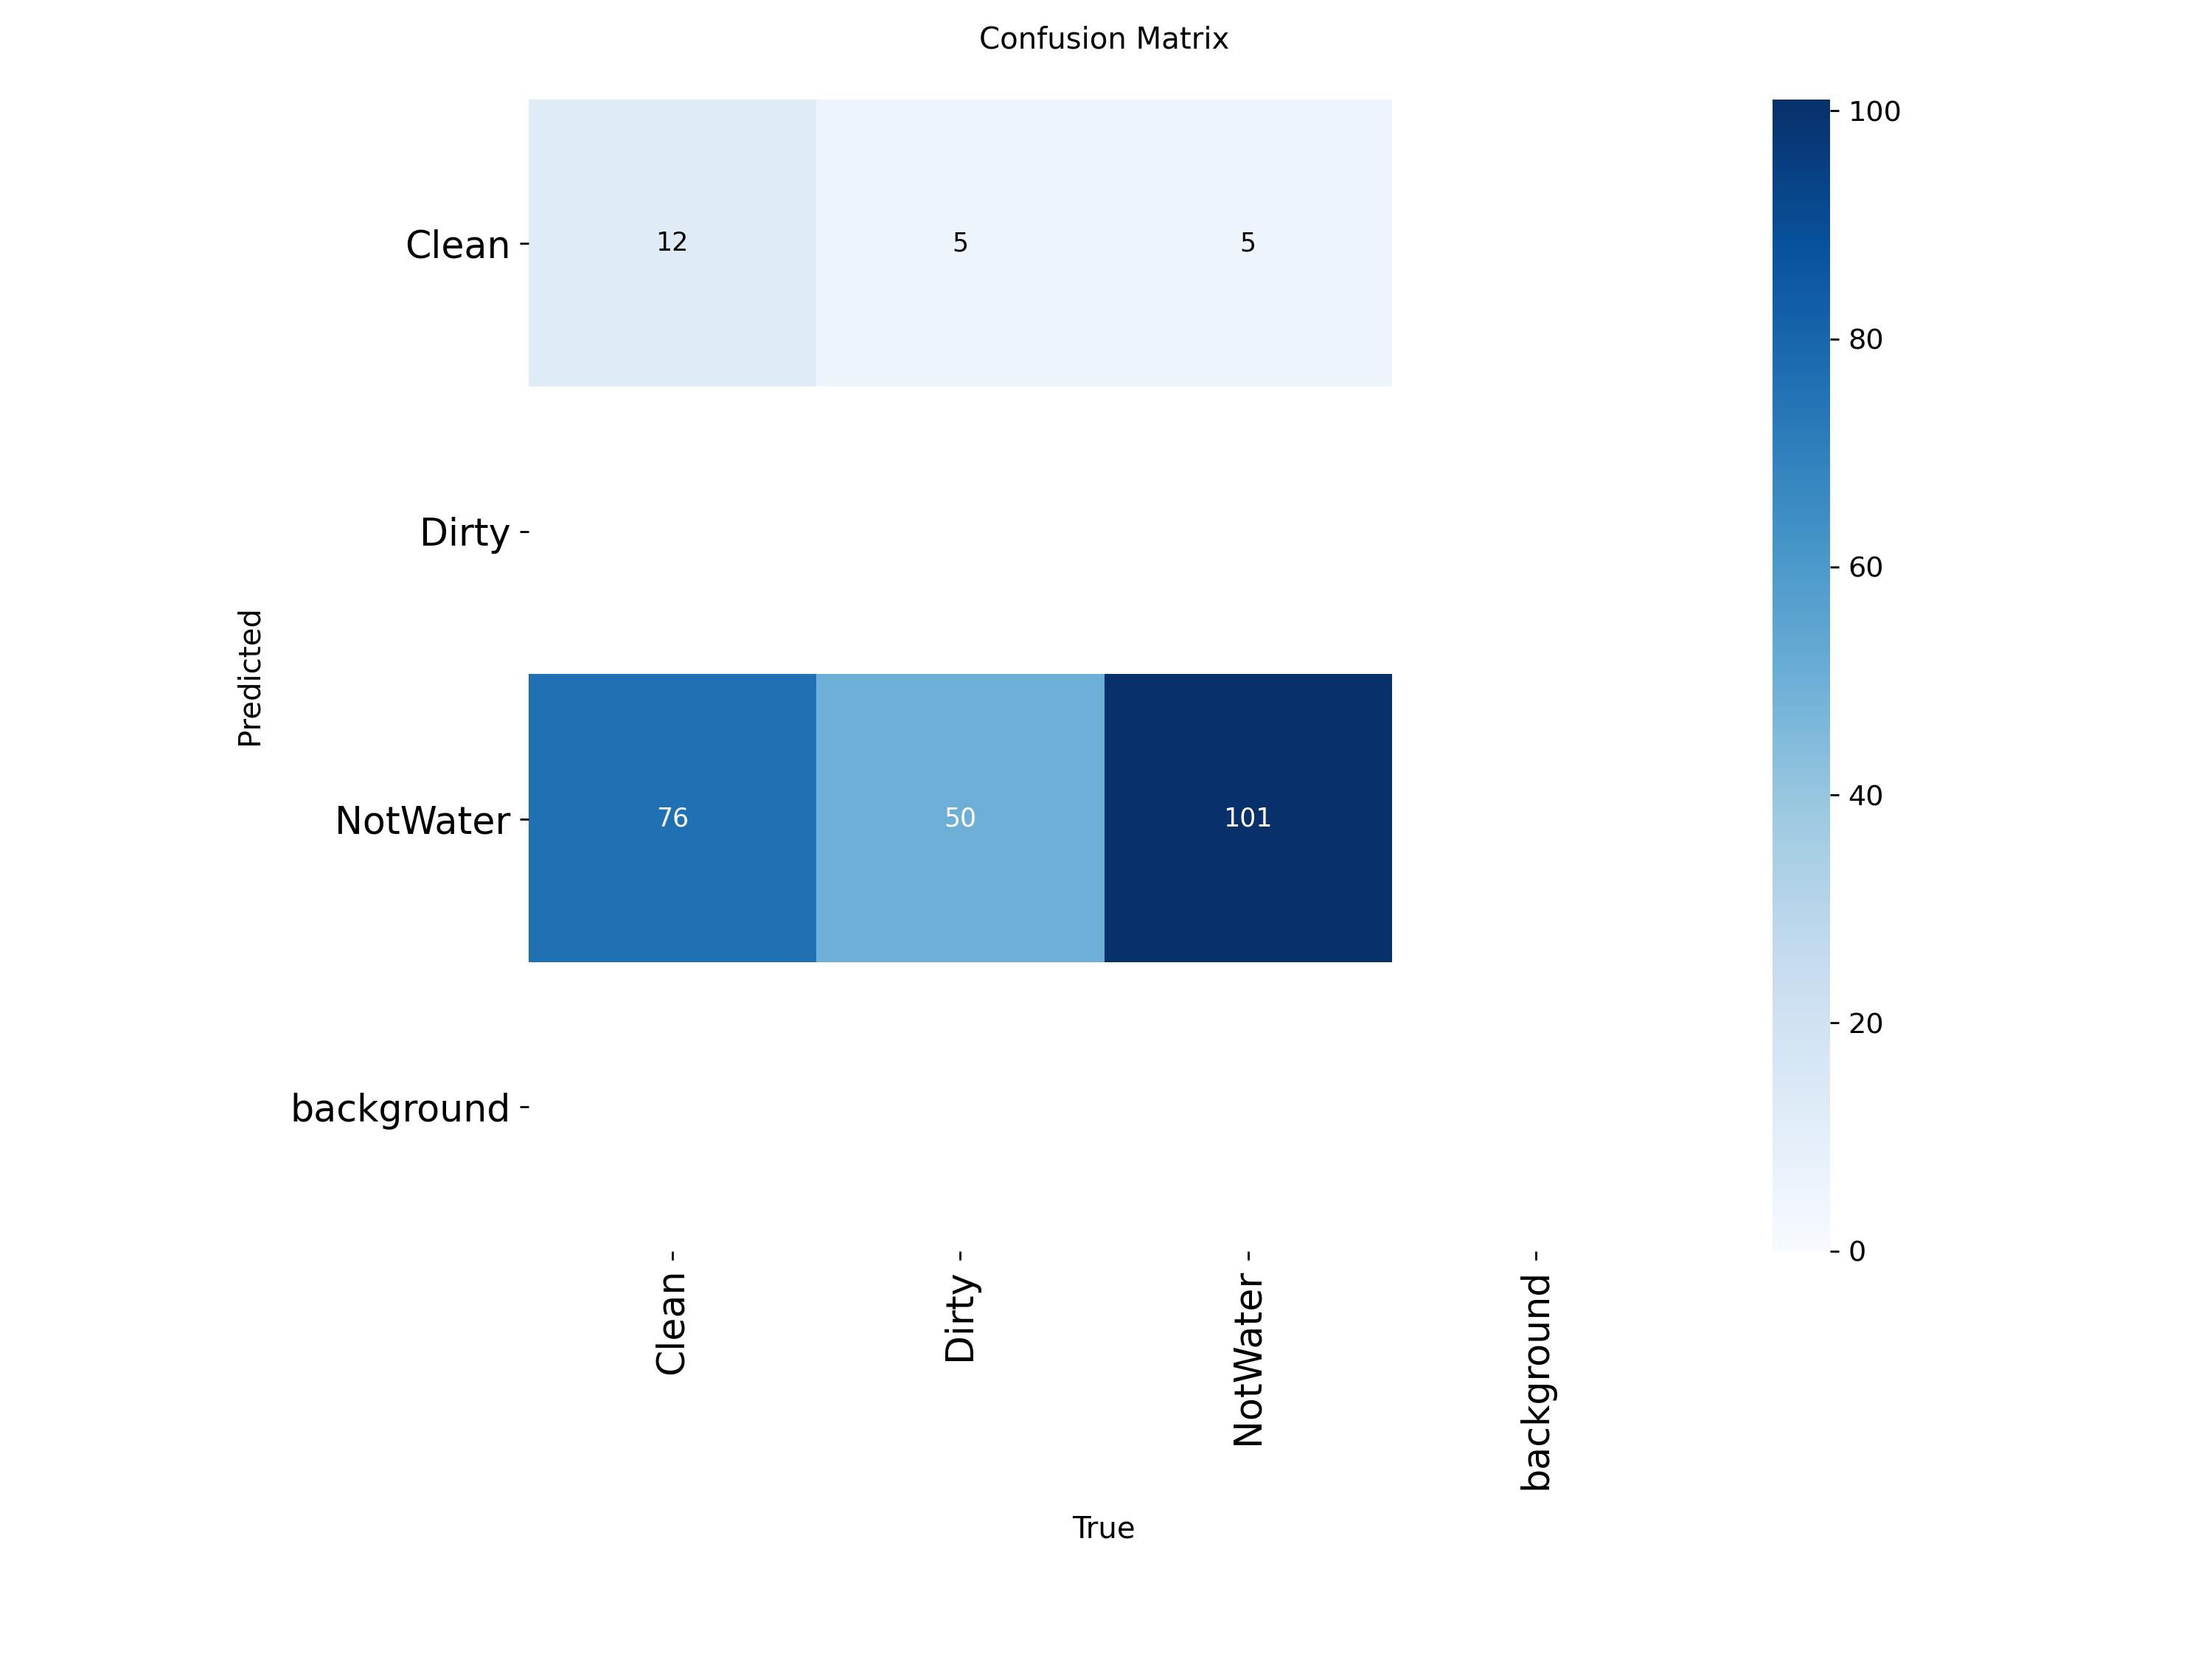 Confusion Matrix
Clean
12
5
5
Dirty
NotWater
76
50
101
background
Predicted
Clean
Dirty
NotWater
background
True
100
80
60
40
20
0